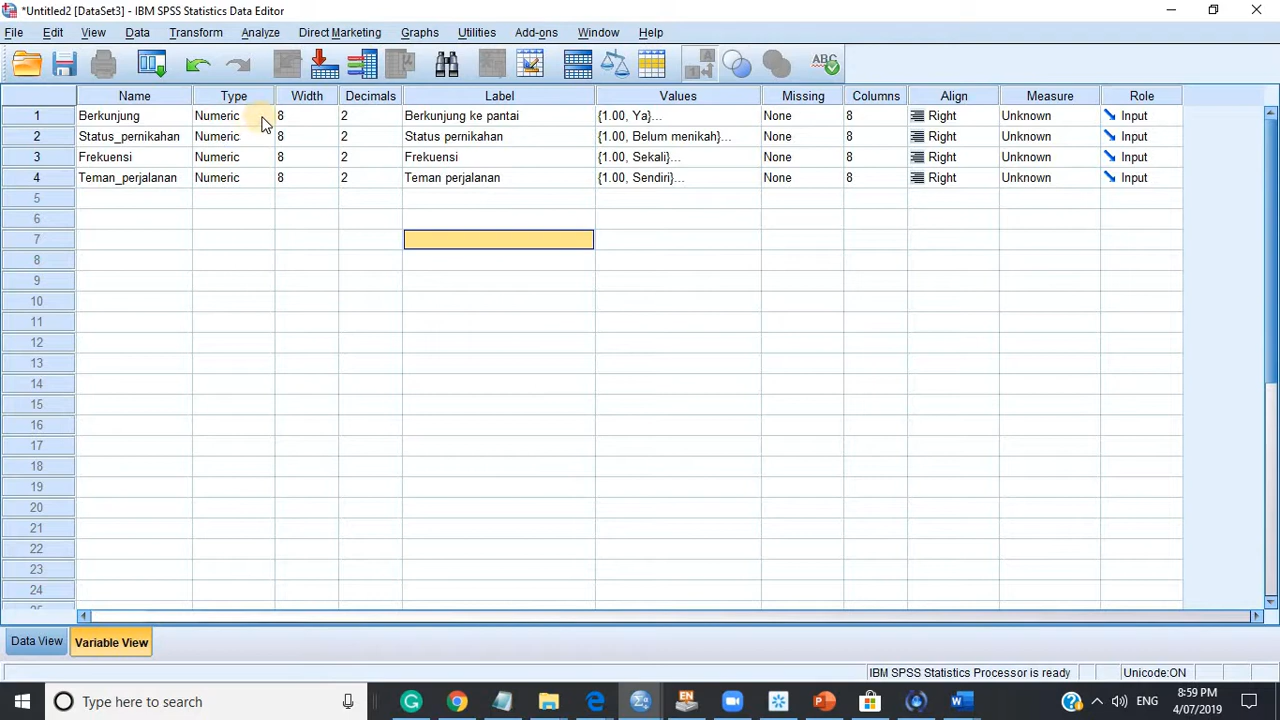 *Untitled2 [DataSet3] - IBM SPSS Statistics Data Editor
File Edit View Data Transform Analyze Direct Marketing Graphs Utilities Add-ons Window Help
Name Type Width Decimals Label Values Missing Columns Align Measure Role
1 Berkunjung Numeric 8 2 Berkunjung ke pantai {1.00, Ya}... None 8 Right Unknown Input
2 Status_pernikahan Numeric 8 2 Status pernikahan {1.00, Belum menikah}... None 8 Right Unknown Input
3 Frekuensi Numeric 8 2 Frekuensi {1.00, Sekali}... None 8 Right Unknown Input
4 Teman_perjalanan Numeric 8 2 Teman perjalanan {1.00, Sendiri}... None 8 Right Unknown Input
5
6
7
8
9
10
11
12
13
14
15
16
17
18
19
20
21
22
23
24
Data View Variable View
IBM SPSS Statistics Processor is ready Unicode:ON
Type here to search ENG 8:59 PM
4/07/2019